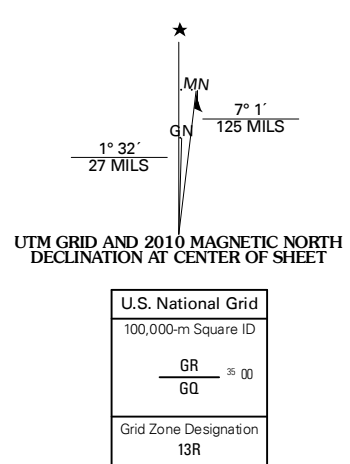 ★
MN
GN
7° 1´
125 MILS
1° 32´
27 MILS
UTM GRID AND 2010 MAGNETIC NORTH
DECLINATION AT CENTER OF SHEET
U.S. National Grid
100,000-m Square ID
GR
35 00
GQ
Grid Zone Designation
13R